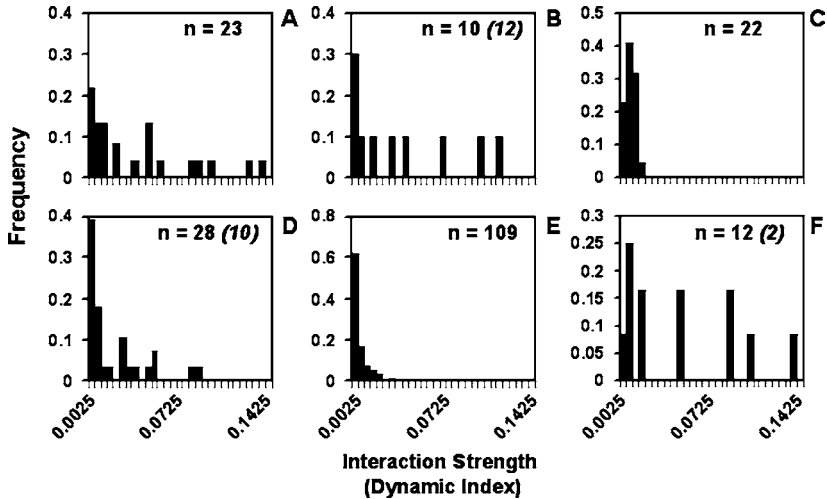 A
n = 23
0.4
0.3
0.2
0.1
0
B
n = 10 (12)
0.4
0.3
0.2
0.1
0
C
n = 22
0.5
0.4
0.3
0.2
0.1
0
Frequency
D
n = 28 (10)
0.4
0.3
0.2
0.1
0
0.0025
0.0725
0.1425
E
n = 109
0.8
0.6
0.4
0.2
0
0.0025
0.0725
0.1425
F
n = 12 (2)
0.3
0.25
0.2
0.15
0.1
0.05
0
0.0025
0.0725
0.1425
Interaction Strength
(Dynamic Index)